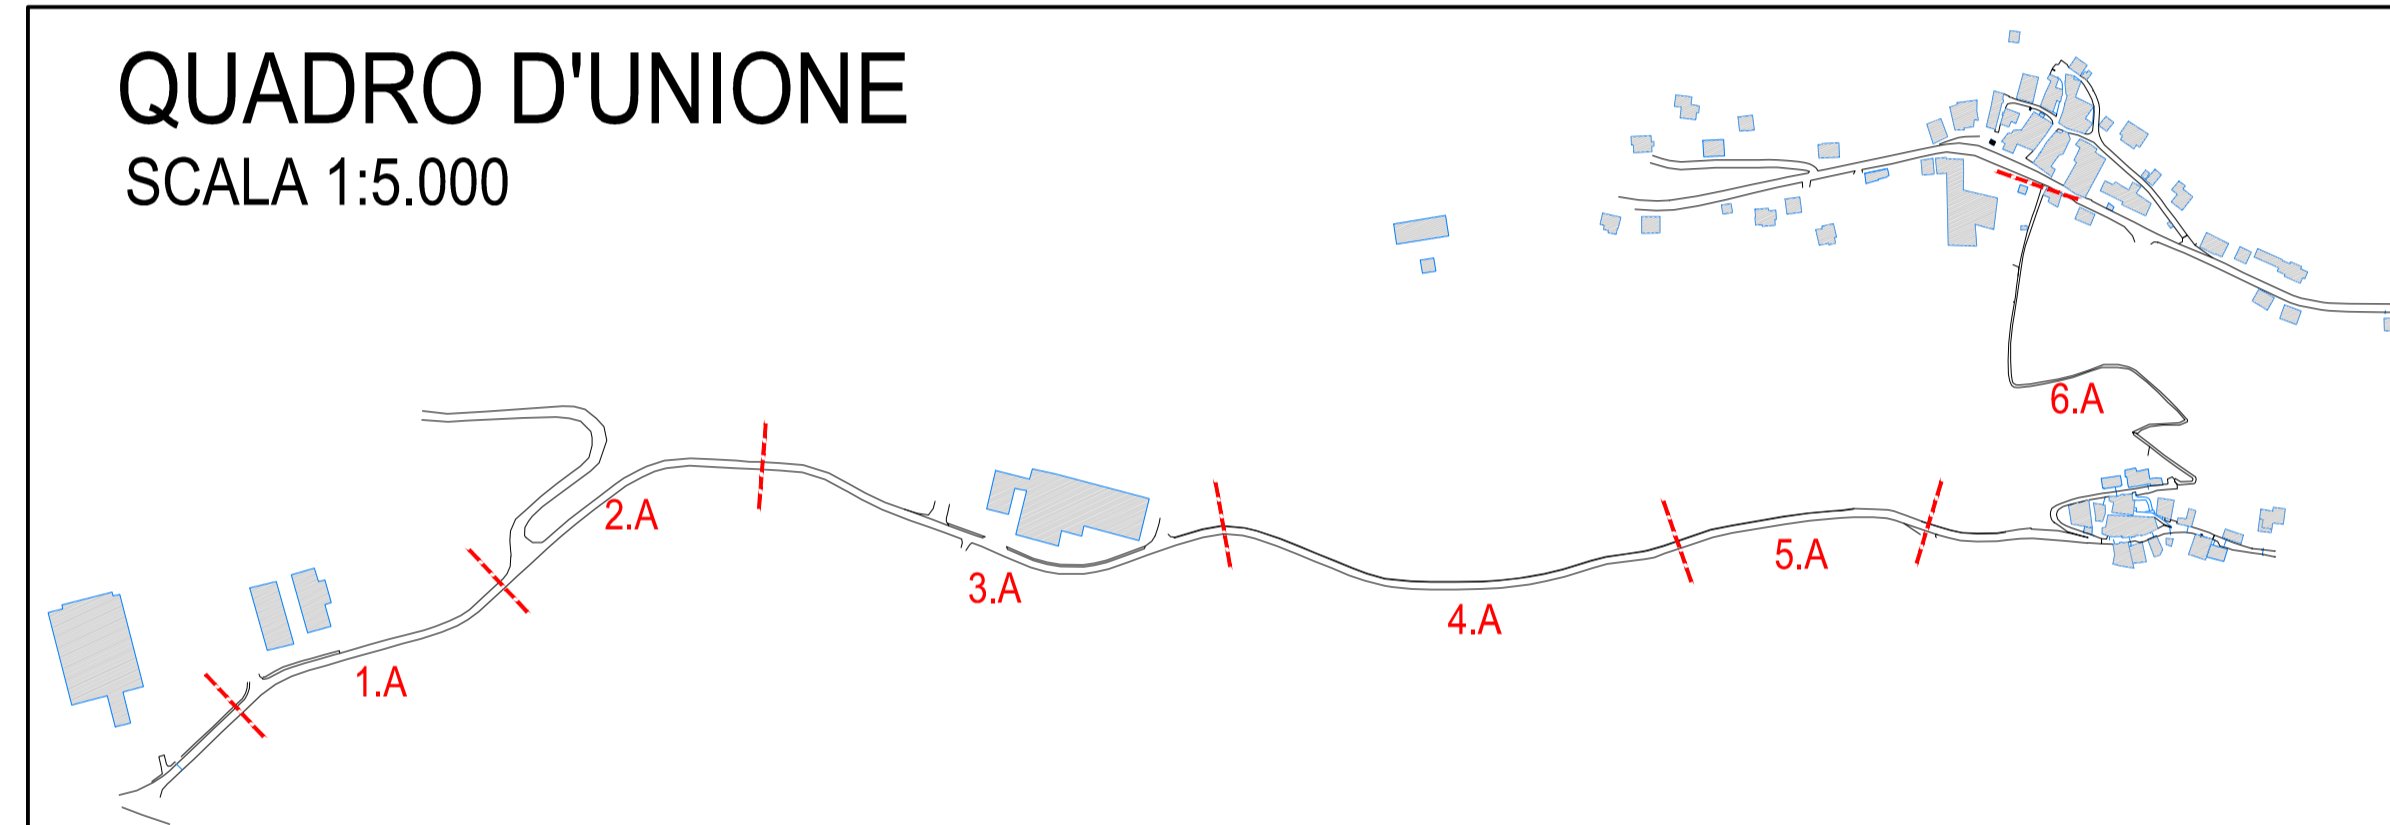 QUADRO D'UNIONE
SCALA 1:5.000
6.A
2.A
5.A
3.A
4.A
1.A